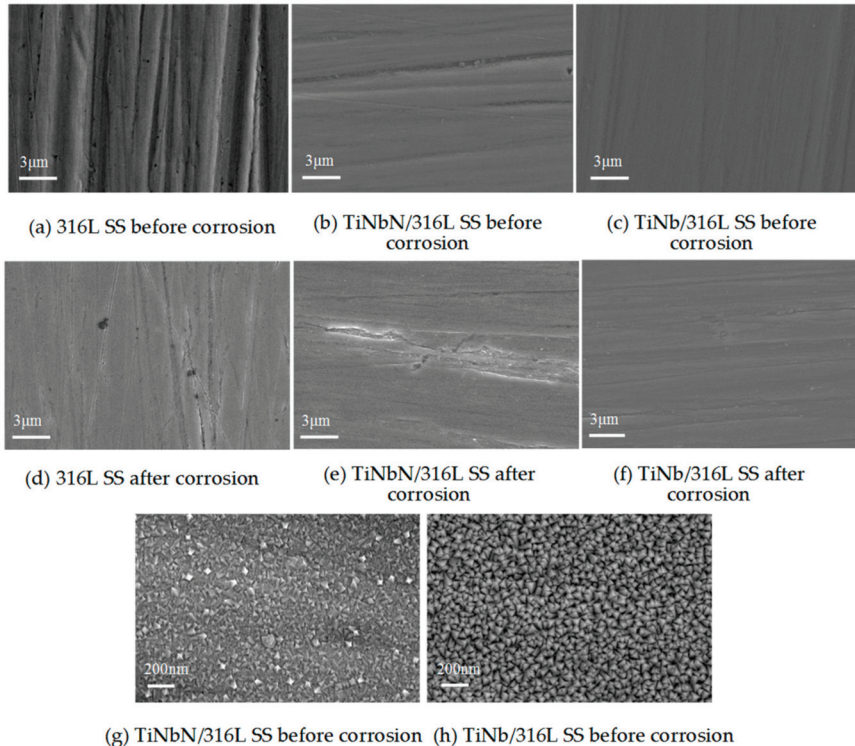 3μm
3μm
3μm
(a) 316L SS before corrosion
(b) TiNbN/316L SS before
corrosion
(c) TiNb/316L SS before
corrosion
3μm
3μm
3μm
(d) 316L SS after corrosion
(e) TiNbN/316L SS after
corrosion
(f) TiNb/316L SS after
corrosion
200nm
200nm
(g) TiNbN/316L SS before corrosion
(h) TiNb/316L SS before corrosion